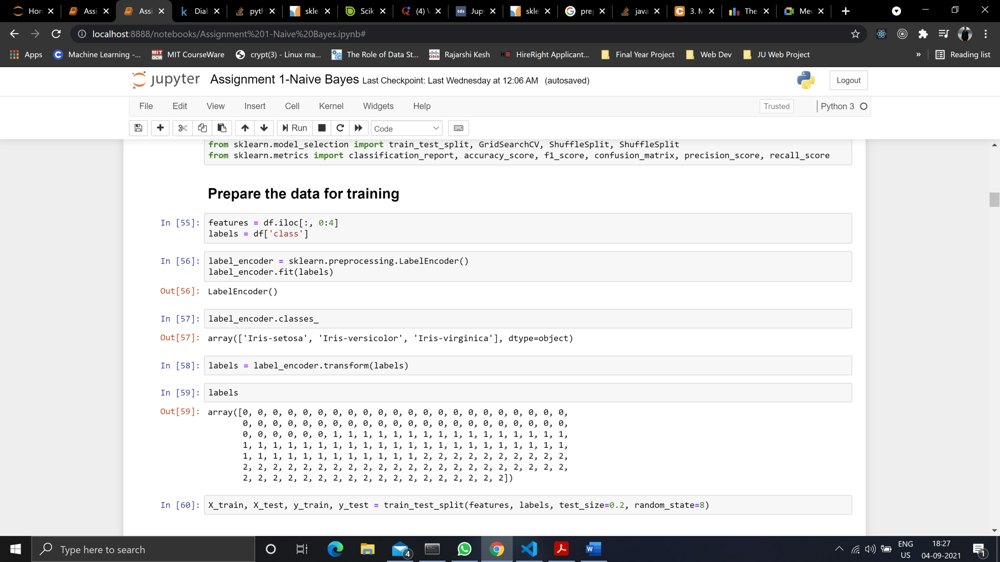 Hon
Assi
Assi
Dial
pyth
skle
Scik
(4) V
Jup
skle
prep
java
3. M
The
Mee
localhost:8888/notebooks/Assignment%201-Naive%20Bayes.ipynb#
Apps
Machine Learning -...
MIT CourseWare
crypt(3) - Linux ma...
The Role of Data St...
Rajarshi Kesh
HireRight Applicant...
Final Year Project
Web Dev
JU Web Project
»
Reading list
jupyter Assignment 1-Naive Bayes Last Checkpoint: Last Wednesday at 12:06 AM (autosaved)
Logout
File Edit View Insert Cell Kernel Widgets Help
Trusted
Python 3
Run
Code
from sklearn.model_selection import train_test_split, GridSearchCV, ShuffleSplit, ShuffleSplit
from sklearn.metrics import classification_report, accuracy_score, f1_score, confusion_matrix, precision_score, recall_score
Prepare the data for training
In [55]: features = df.iloc[:, 0:4]
labels = df['class']
In [56]: label_encoder = sklearn.preprocessing.LabelEncoder()
label_encoder.fit(labels)
Out[56]: LabelEncoder()
In [57]: label_encoder.classes_
Out[57]: array(['Iris-setosa', 'Iris-versicolor', 'Iris-virginica'], dtype=object)
In [58]: labels = label_encoder.transform(labels)
In [59]: labels
Out[59]: array([0, 0, 0, 0, 0, 0, 0, 0, 0, 0, 0, 0, 0, 0, 0, 0, 0, 0, 0, 0, 0, 0,
0, 0, 0, 0, 0, 0, 0, 0, 0, 0, 0, 0, 0, 0, 0, 0, 0, 0, 0, 0, 0, 0,
0, 0, 0, 0, 0, 0, 1, 1, 1, 1, 1, 1, 1, 1, 1, 1, 1, 1, 1, 1, 1, 1,
1, 1, 1, 1, 1, 1, 1, 1, 1, 1, 1, 1, 1, 1, 1, 1, 1, 1, 1, 1, 1, 1,
1, 1, 1, 1, 1, 1, 1, 1, 1, 1, 1, 1, 2, 2, 2, 2, 2, 2, 2, 2, 2, 2,
2, 2, 2, 2, 2, 2, 2, 2, 2, 2, 2, 2, 2, 2, 2, 2, 2, 2, 2, 2, 2, 2,
2, 2, 2, 2, 2, 2, 2, 2, 2, 2, 2, 2, 2, 2, 2, 2, 2, 2])
In [60]: X_train, X_test, y_train, y_test = train_test_split(features, labels, test_size=0.2, random_state=8)
Type here to search
4
ENG
US
18:27
04-09-2021
1